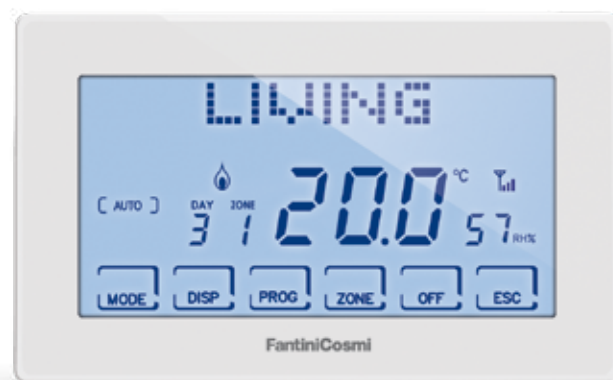 LIVING
°C
[ AUTO ] DAY ZONE
3 1 20.0 57 RH%
MODE DISP PROG ZONE OFF ESC
FantiniCosmi